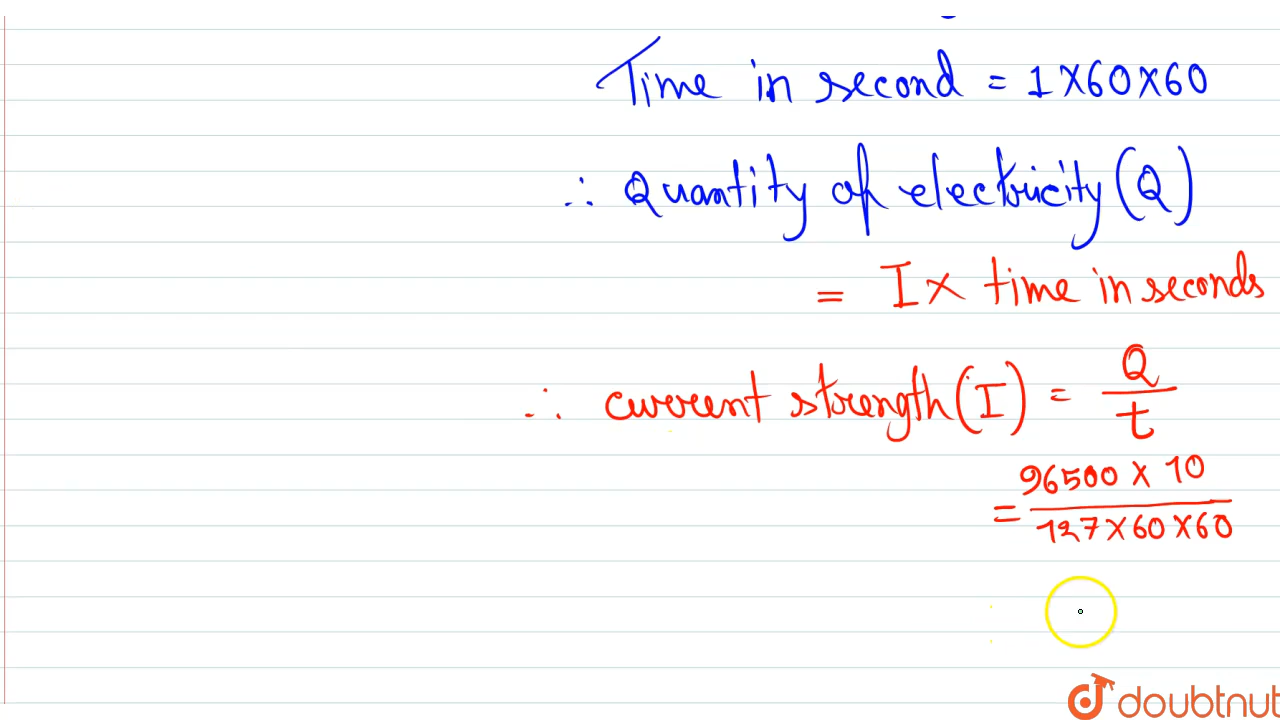 Time in second = 1×60×60
∴ Quantity of electricity (Q)
= I × time in seconds
∴ current strength (I) = Q/t
= 96500 × 10 / 127×60×60
doubtnut